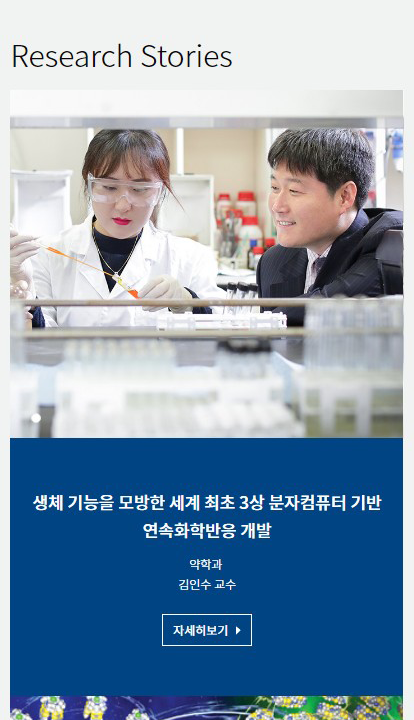 Research Stories
생체 기능을 모방한 세계 최초 3상 분자컴퓨터 기반
연속화학반응 개발
약학과
김인수 교수
자세히보기